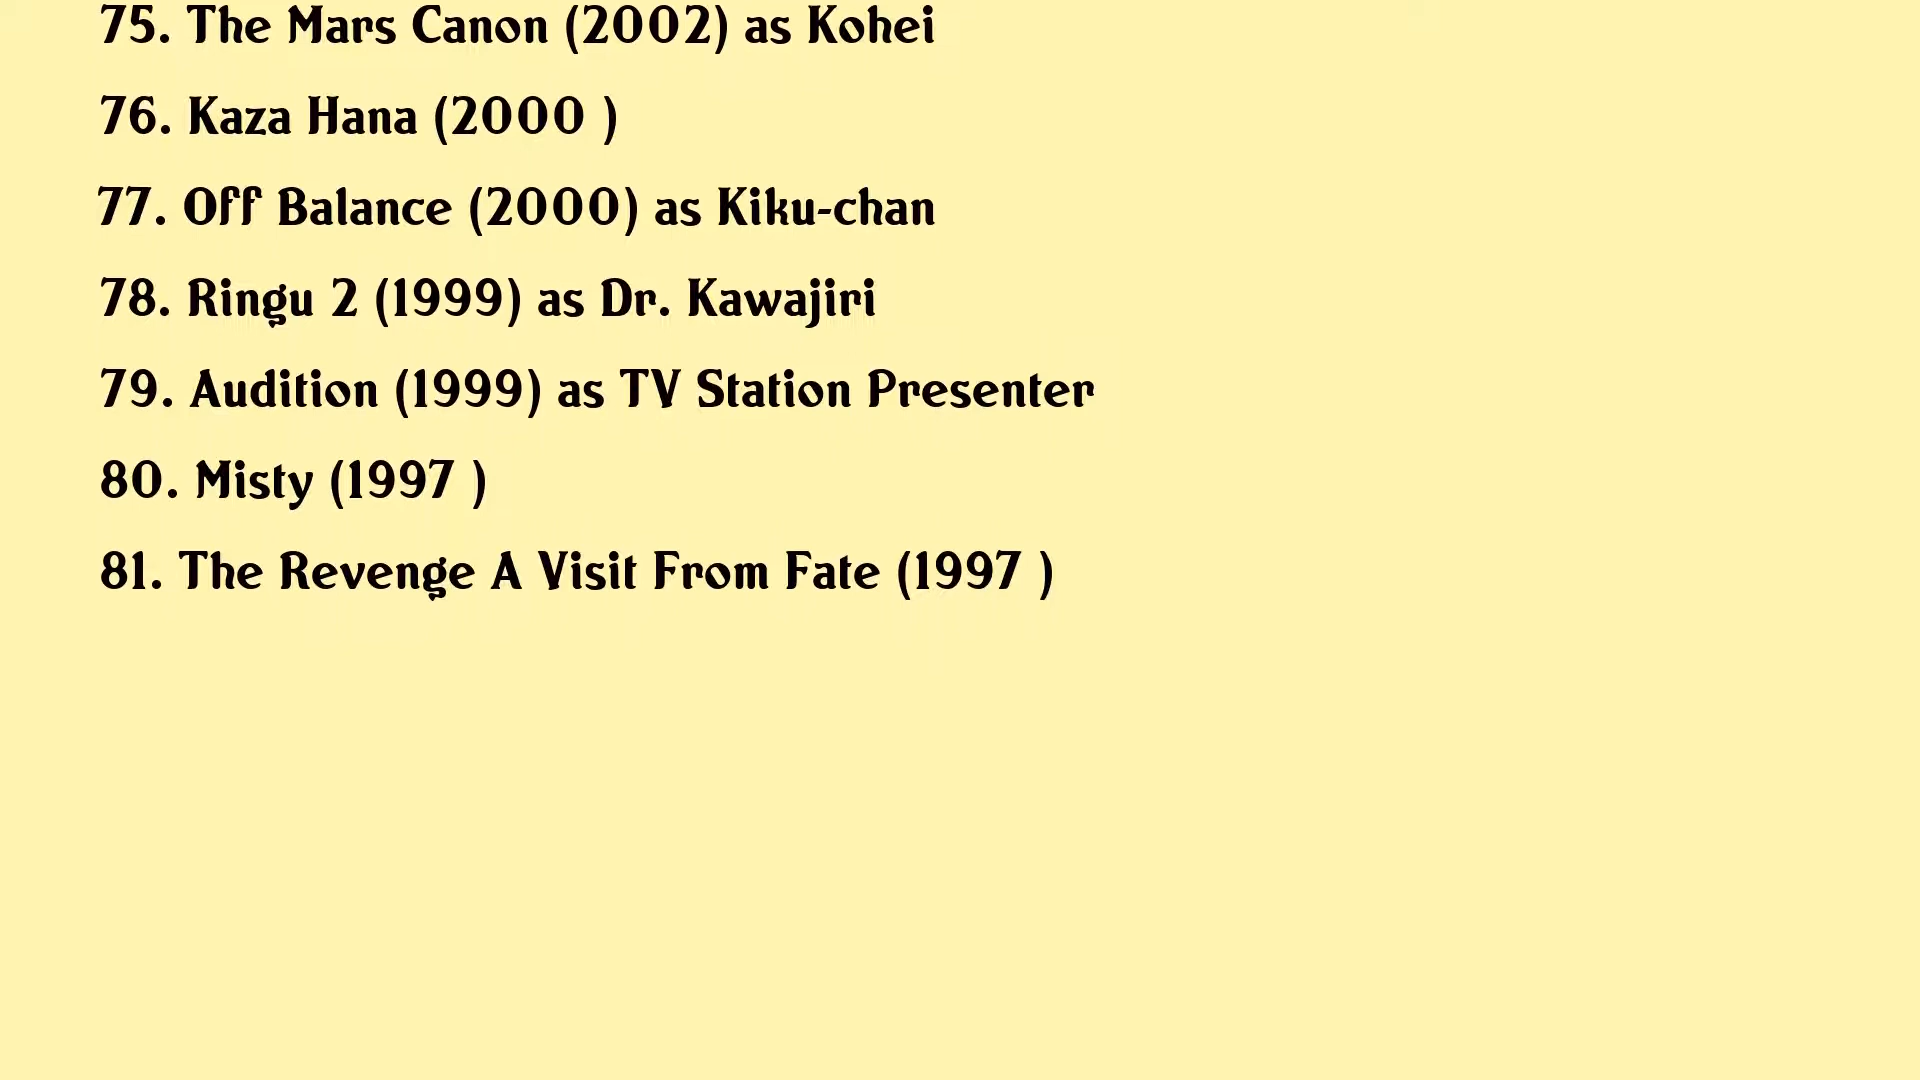 75. The Mars Canon (2002) as Kohei
76. Kaza Hana (2000 )
77. Off Balance (2000) as Kiku-chan
78. Ringu 2 (1999) as Dr. Kawajiri
79. Audition (1999) as TV Station Presenter
80. Misty (1997 )
81. The Revenge A Visit From Fate (1997 )